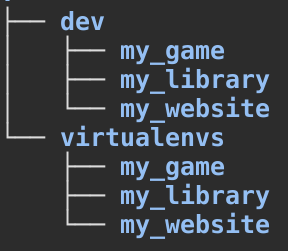 ├── dev
│   ├── my_game
│   ├── my_library
│   └── my_website
└── virtualenvs
    ├── my_game
    ├── my_library
    └── my_website